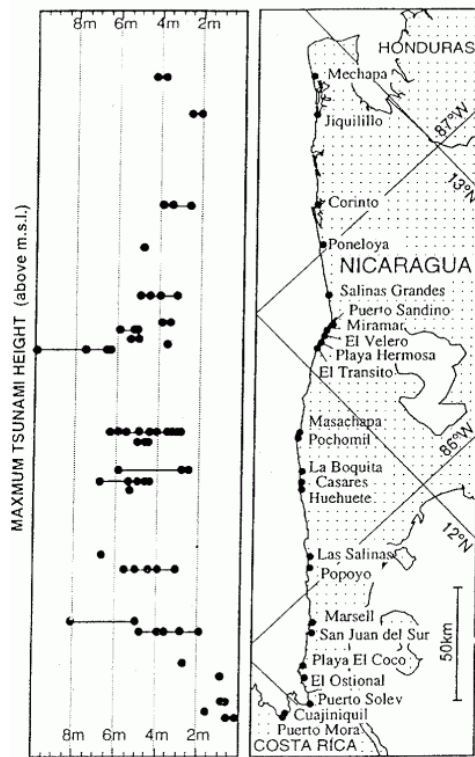 8m 6m 4m 2m
MAXMUM TSUNAMI HEIGHT (above m.s.l.)
8m 6m 4m 2m
HONDURAS
Mechapa
87°W
Jiquilillo
13°N
Corinto
Poneloya
NICARAGUA
Salinas Grandes
Puerto Sandino
Miramar
El Velero
Playa Hermosa
El Transito
86°W
Masachapa
Pochomil
La Boquita
Casares
Huehuete
12°N
Las Salinas
Popoyo
50km
Marsell
San Juan del Sur
Playa El Coco
El Ostional
Puerto Soley
Cuajiniquil
Puerto Mora
COSTA RICA